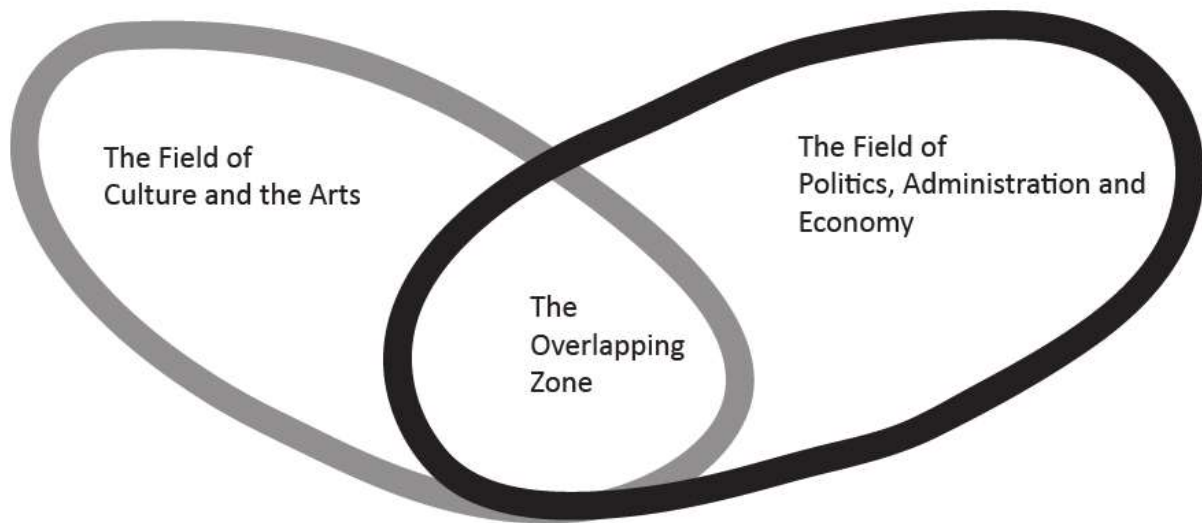 The Field of
Culture and the Arts
The Field of
Politics, Administration and
Economy
The
Overlapping
Zone